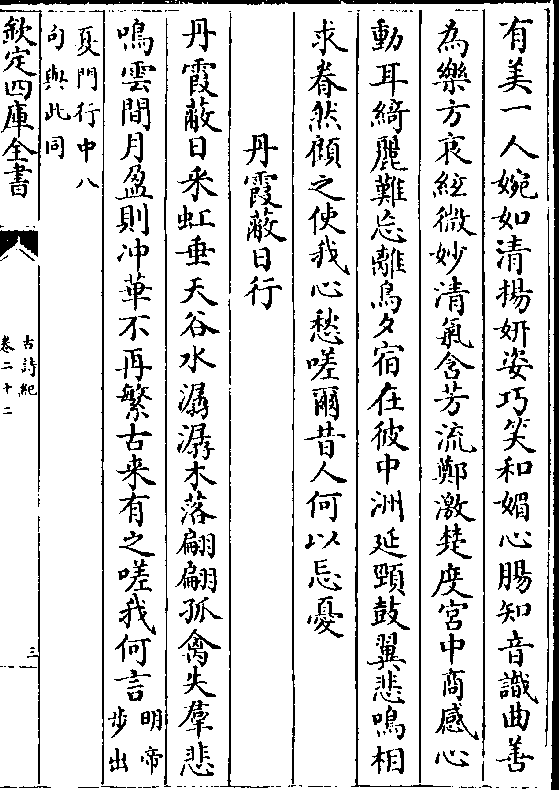 有美一人婉如清揚妍姿巧笑和媚心腸知音識曲善
為樂方哀絃微妙清氣含芳流鄭激楚度宮中商感心
動耳綺麗難忘離鳥夕宿在彼中洲延頸鼓翼悲鳴相
求眷然顧之使我心愁嗟爾昔人何以忘憂
丹霞蔽日行
丹霞蔽日采虹垂天谷水潺潺木落翩翩孤禽失羣悲
鳴雲間月盈則沖華不再繁古来有之嗟我何言明帝
步出
夏門行中八
句與此同
欽定四庫全書
古詩紀
卷二十二
三